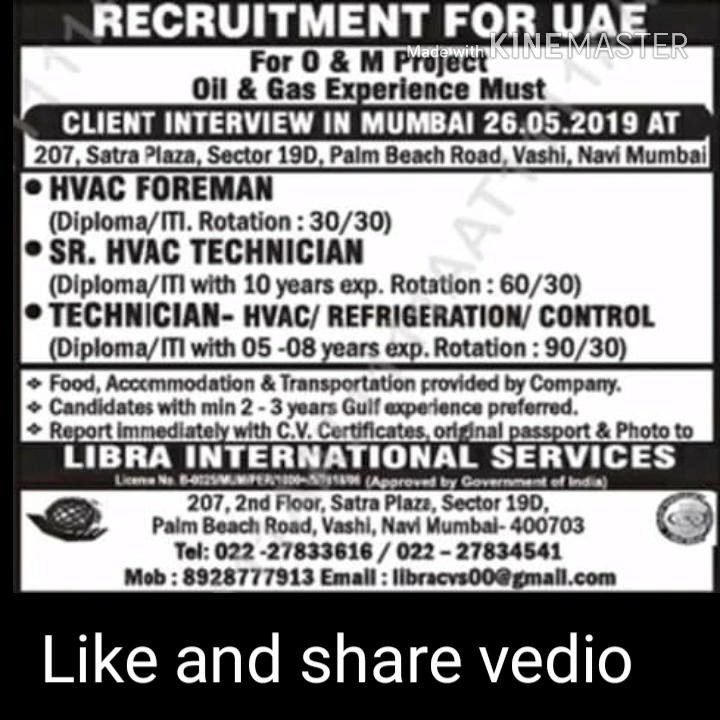 RECRUITMENT FOR UAE
Made with KINEMASTER
For O & M Project
Oil & Gas Experience Must
CLIENT INTERVIEW IN MUMBAI 26.05.2019 AT
207, Satra Plaza, Sector 19D, Palm Beach Road, Vashi, Navi Mumbai
• HVAC FOREMAN
(Diploma/ITI. Rotation : 30/30)
• SR. HVAC TECHNICIAN
(Diploma/ITI with 10 years exp. Rotation : 60/30)
• TECHNICIAN- HVAC/ REFRIGERATION/ CONTROL
(Diploma/ITI with 05 -08 years exp. Rotation : 90/30)
❖ Food, Accommodation & Transportation provided by Company.
❖ Candidates with min 2 - 3 years Gulf experience preferred.
❖ Report immediately with C.V. Certificates, original passport & Photo to
LIBRA INTERNATIONAL SERVICES
License No. (Approved by Government of India)
207, 2nd Floor, Satra Plaza, Sector 19D,
Palm Beach Road, Vashi, Navi Mumbai- 400703
Tel: 022 -27833616 / 022 - 27834541
Mob : 8928777913 Email : libracvs00@gmail.com
Like and share vedio